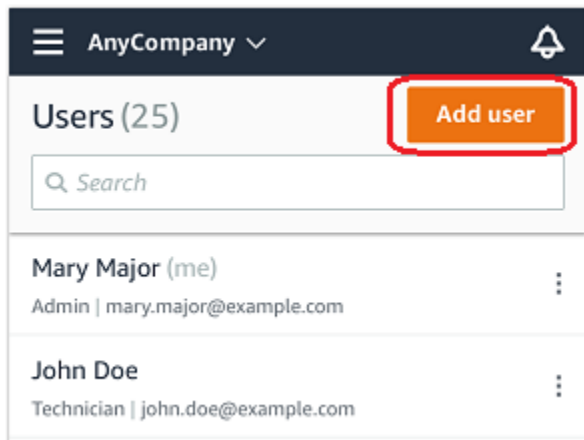 AnyCompany
Users (25)
Add user
Search
Mary Major (me)
Admin | mary.major@example.com
John Doe
Technician | john.doe@example.com